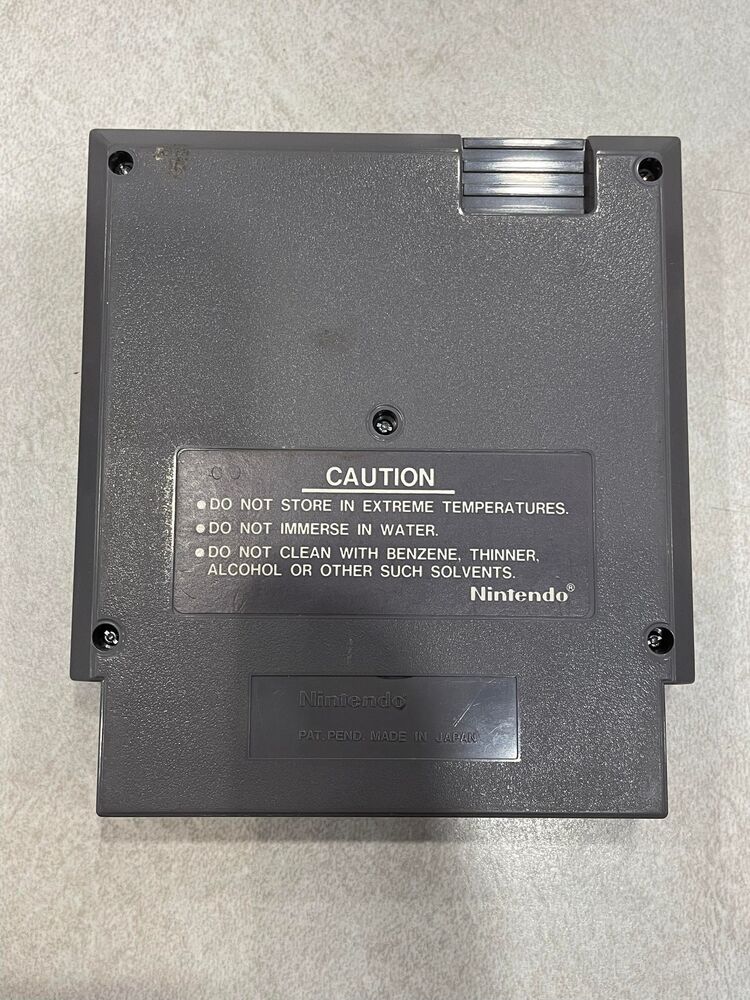 CAUTION
●DO NOT STORE IN EXTREME TEMPERATURES.
●DO NOT IMMERSE IN WATER.
●DO NOT CLEAN WITH BENZENE, THINNER,
ALCOHOL OR OTHER SUCH SOLVENTS.
Nintendo®
Nintendo
PAT. PEND. MADE IN JAPAN